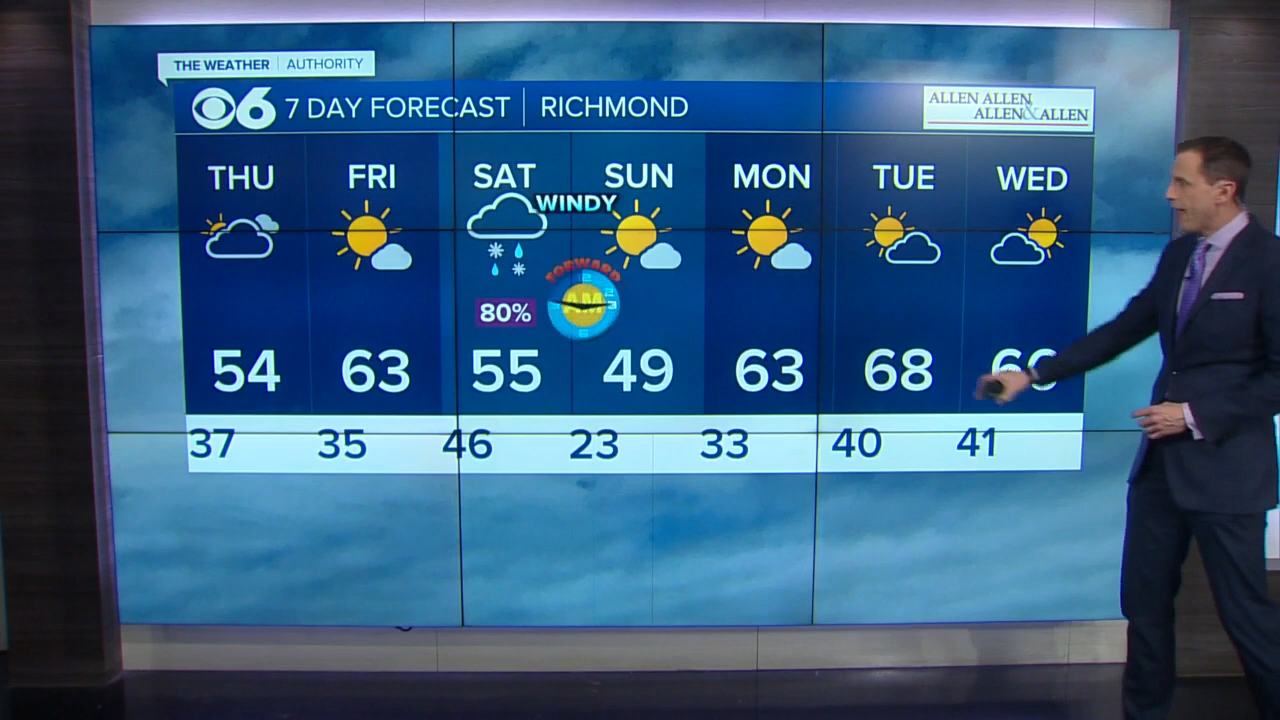 THE WEATHER | AUTHORITY
6 7 DAY FORECAST | RICHMOND
ALLEN ALLEN
ALLEN & ALLEN
THU FRI SAT SUN MON TUE WED
WINDY
FORWARD
AM
80%
54 63 55 49 63 68
37 35 46 23 33 40 41